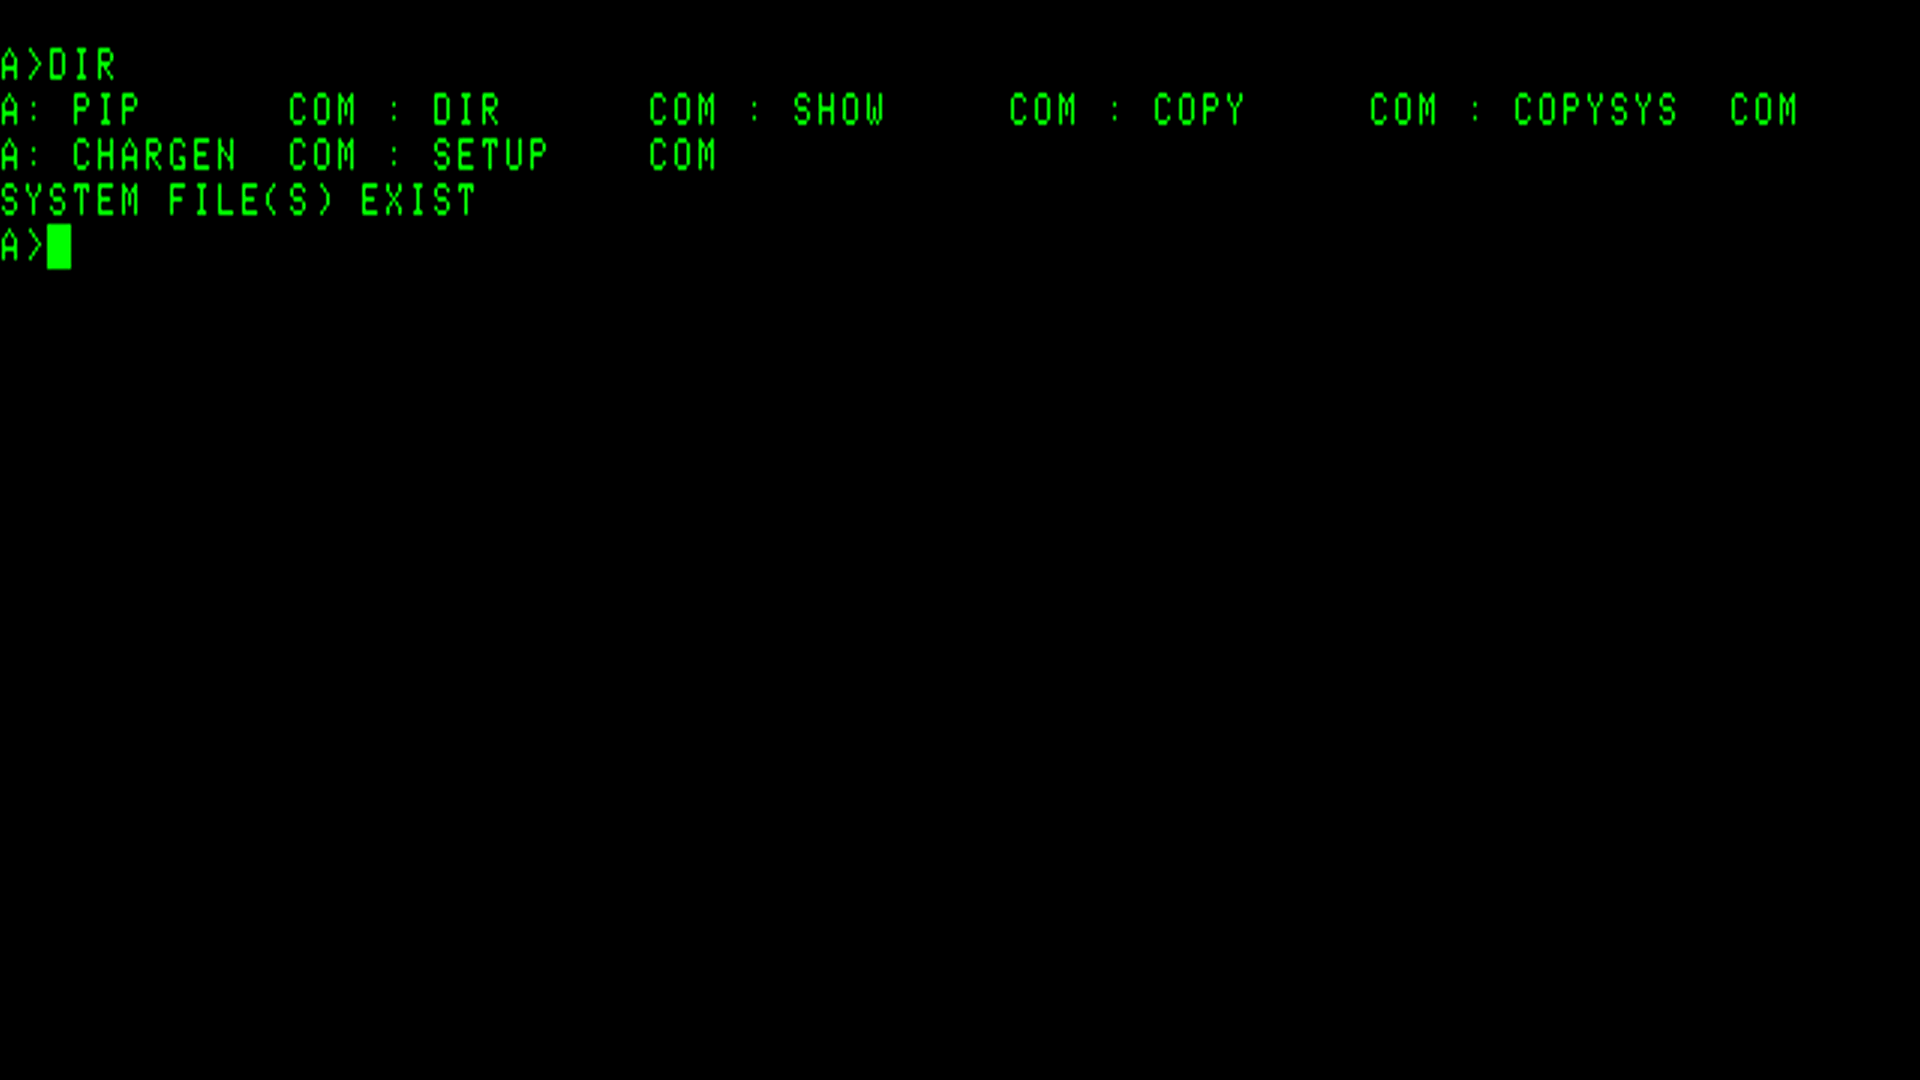 A>DIR
A: PIP      COM : DIR      COM : SHOW     COM : COPY     COM : COPYSYS  COM
A: CHARGEN  COM : SETUP    COM
SYSTEM FILE(S) EXIST
A>